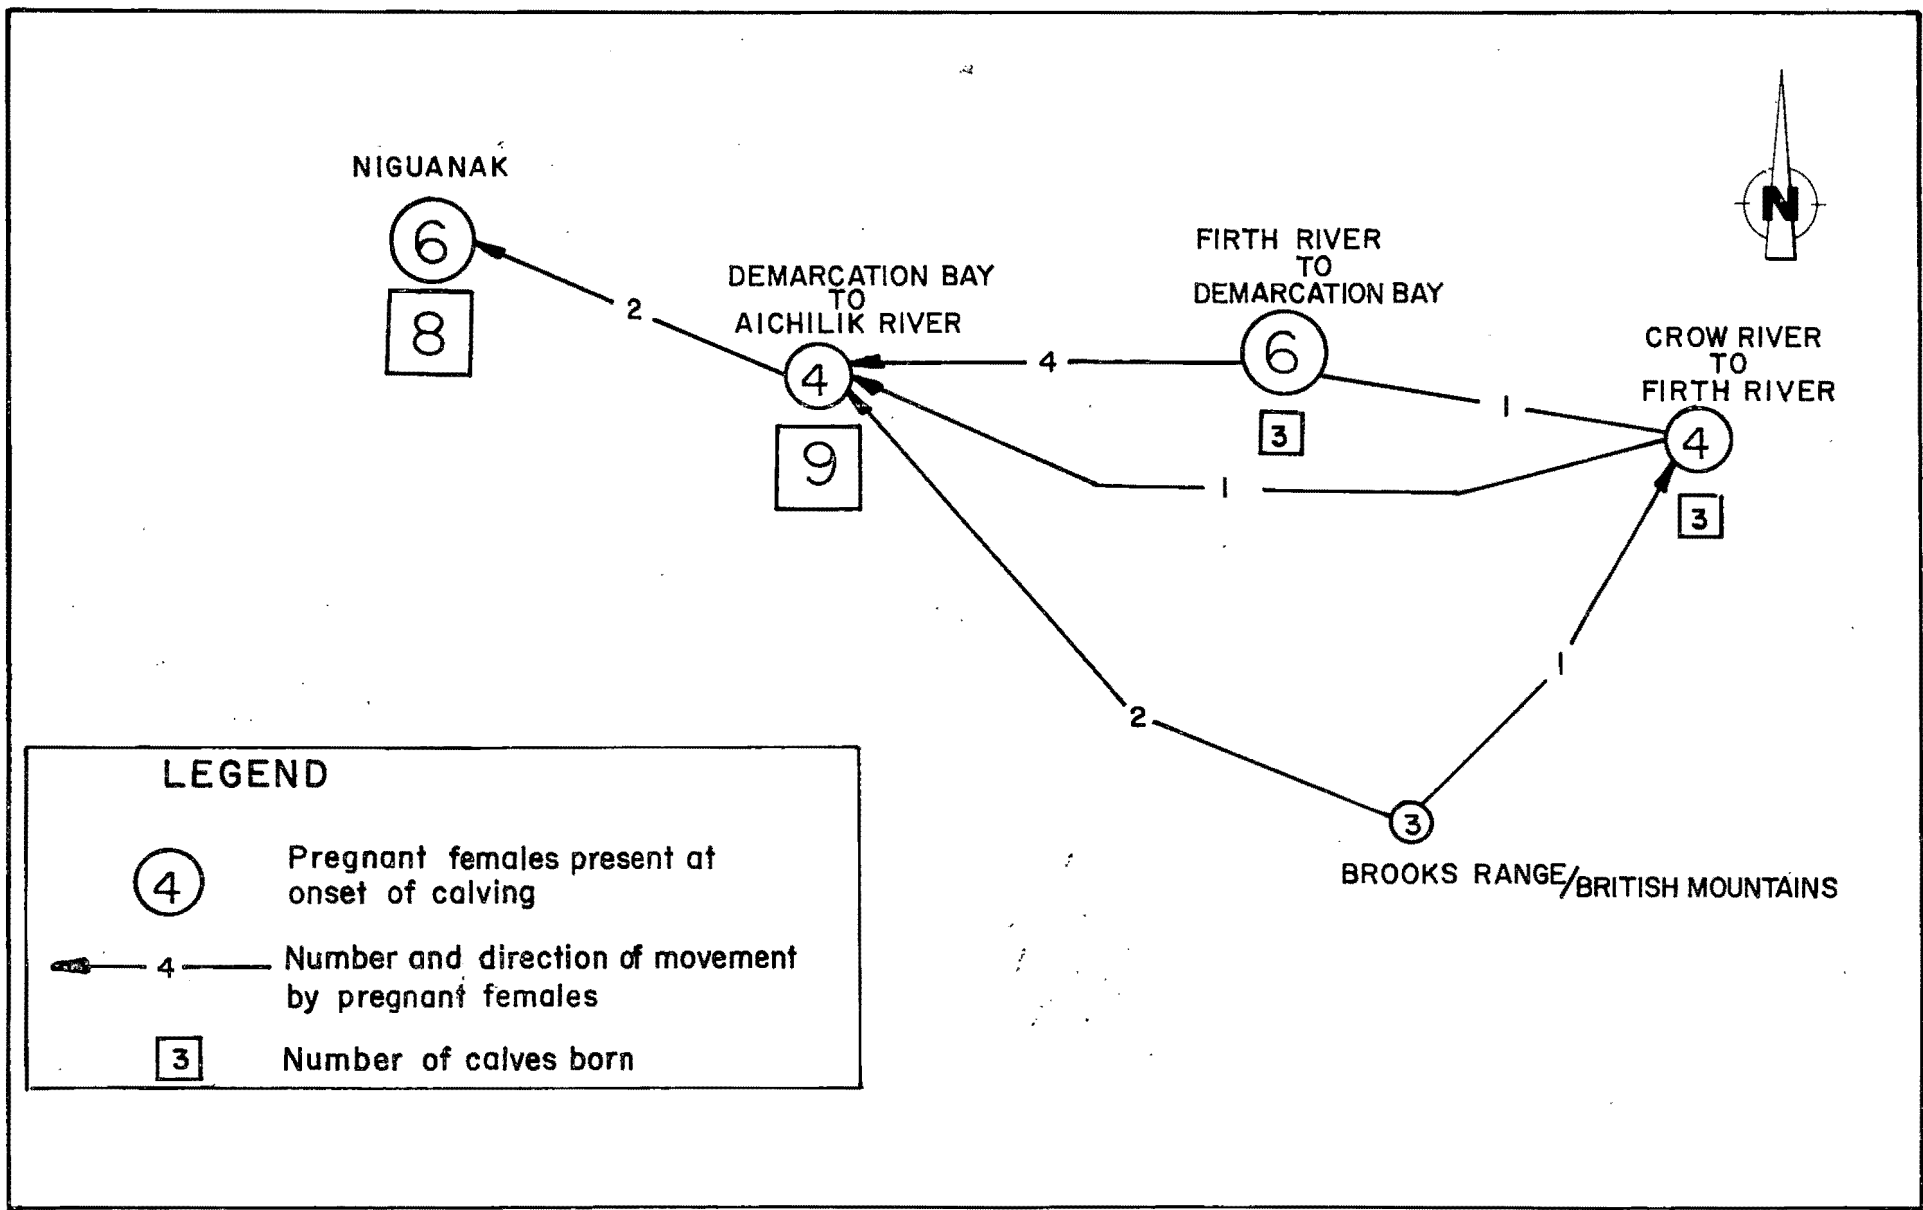 NIGUANAK
6
8
2
DEMARCATION BAY
TO
AICHILIK RIVER
4
9
4
FIRTH RIVER
TO
DEMARCATION BAY
6
3
1
1
CROW RIVER
TO
FIRTH RIVER
4
3
N
2
1
3
BROOKS RANGE/BRITISH MOUNTAINS
LEGEND
4
Pregnant females present at
onset of calving
4
Number and direction of movement
by pregnant females
3
Number of calves born